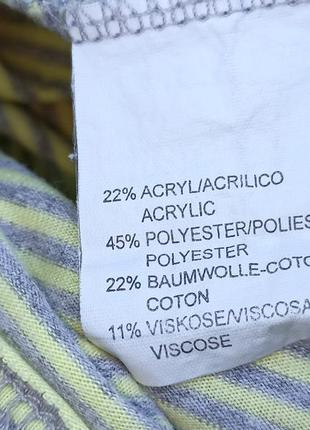 22% ACRYL/ACRILICO
ACRYLIC
45% POLYESTER/POLIES
POLYESTER
22% BAUMWOLLE-COTO
COTON
11% VISKOSE/VISCOSA
VISCOSE